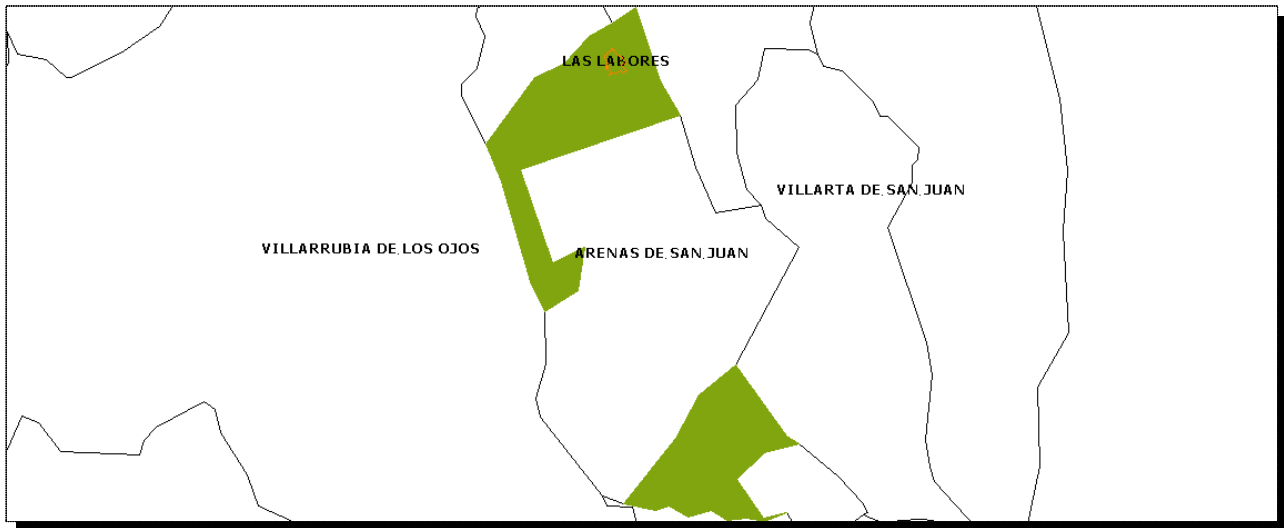 LAS LABORES
VILLARTA DE SAN JUAN
VILLARRUBIA DE LOS OJOS
ARENAS DE SAN JUAN